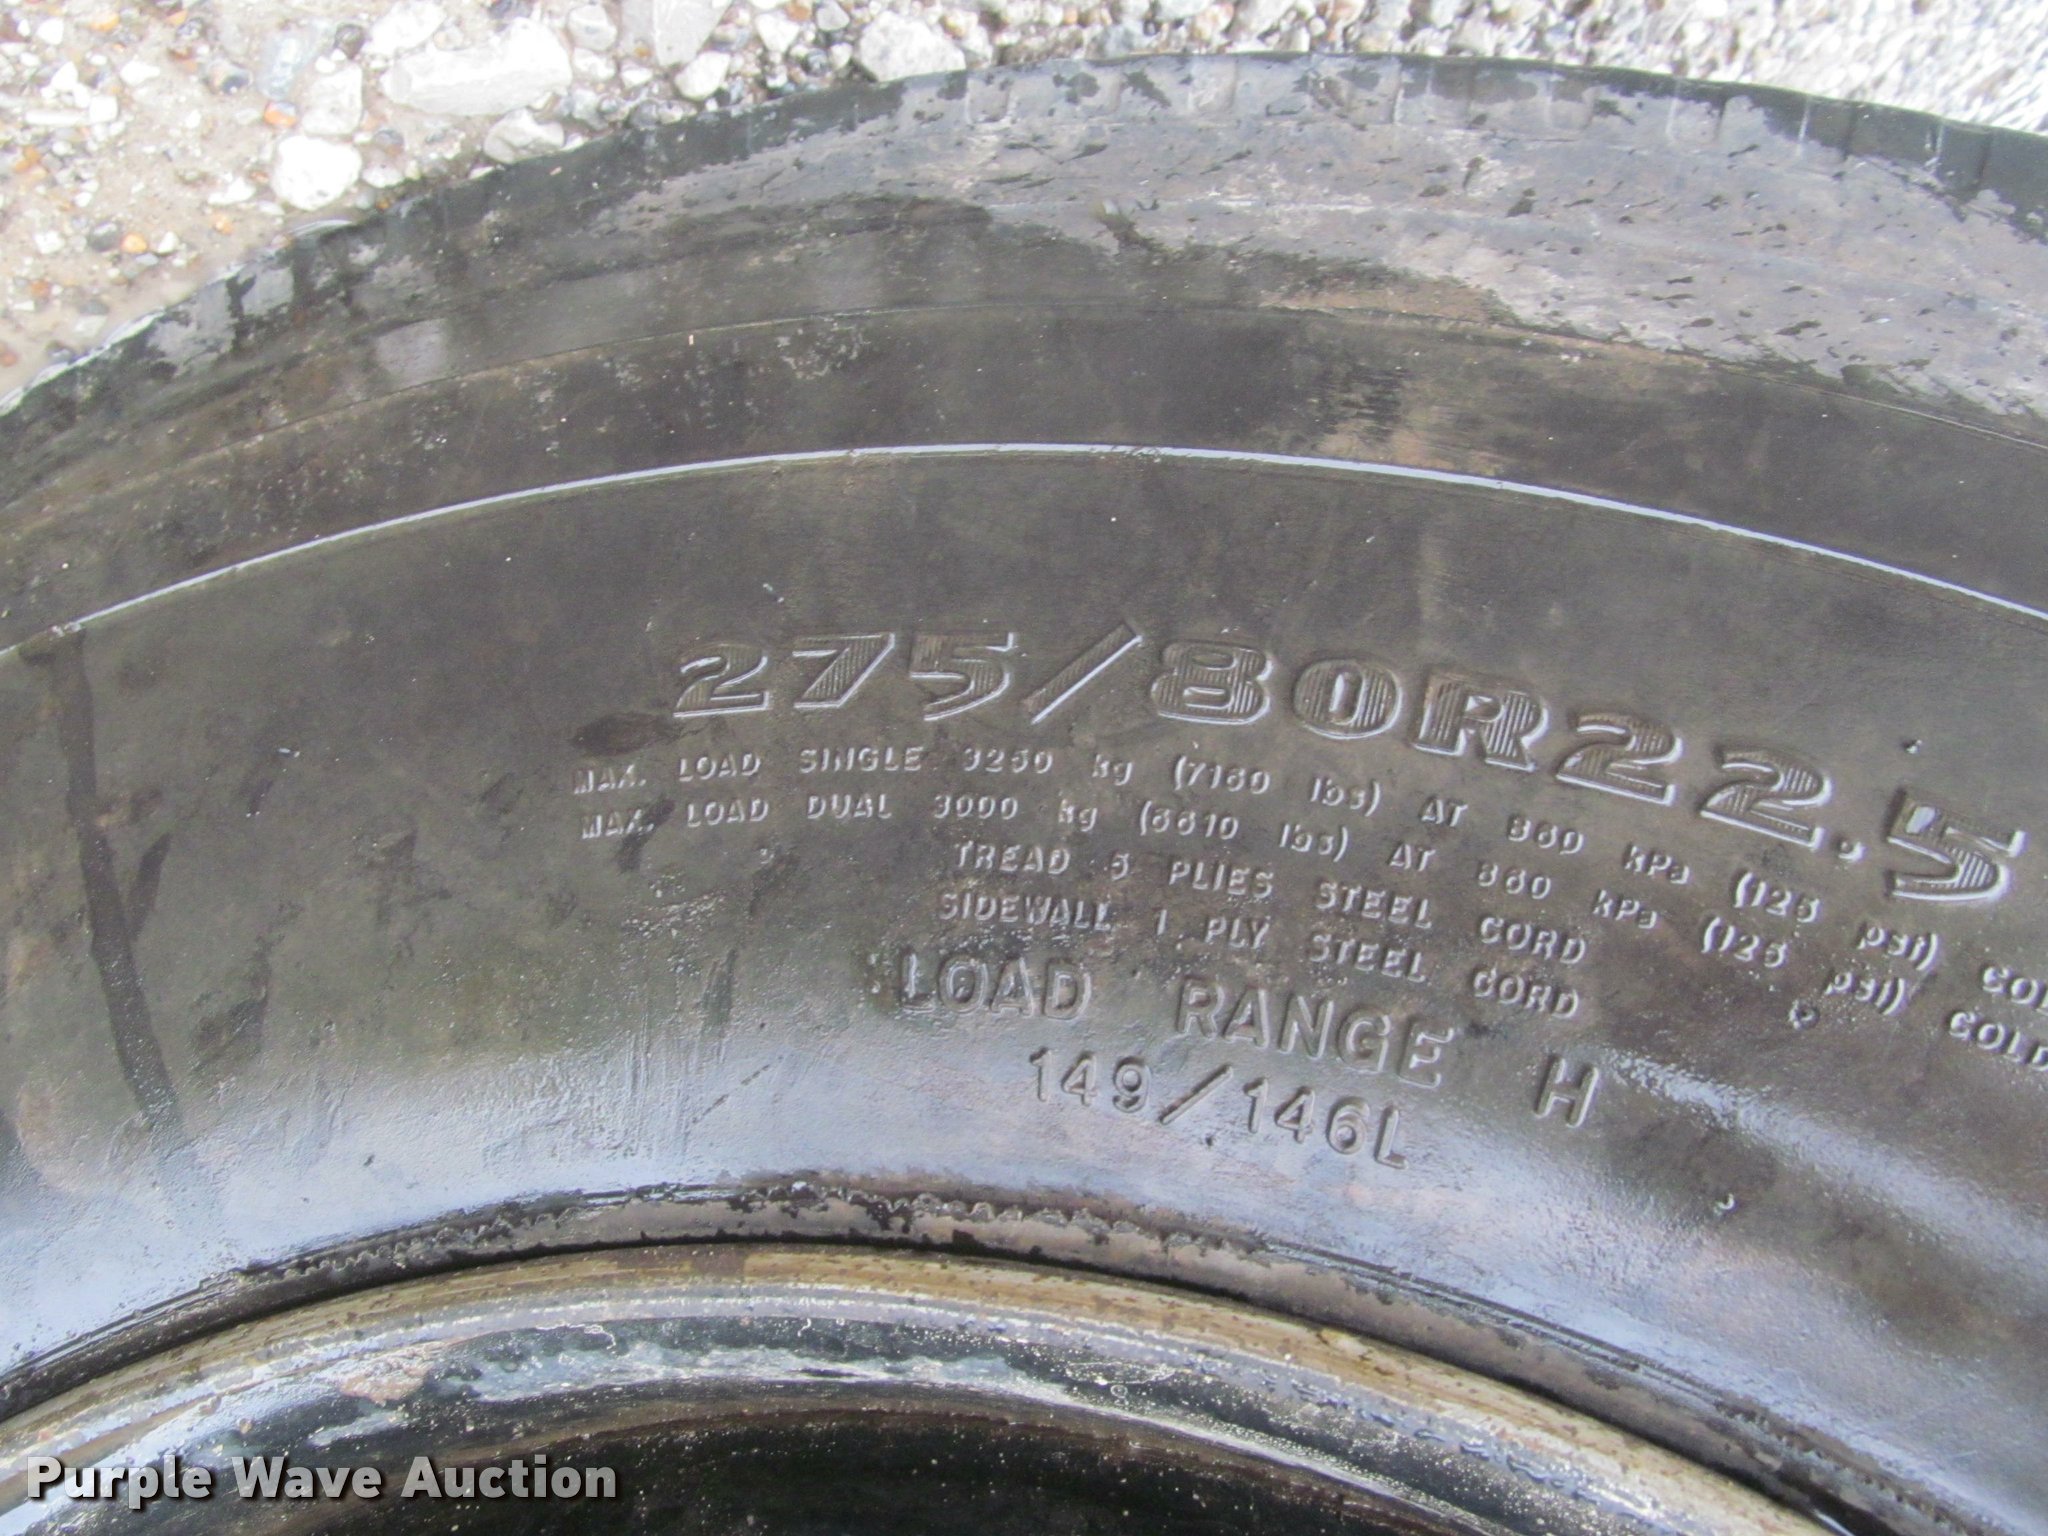 275/80R22.5
MAX. LOAD SINGLE 3250 kg (7160 lbs) AT 860 kPa (125 psi)
MAX. LOAD DUAL 3000 kg (6610 lbs) AT 860 kPa (125 psi) COLD
TREAD 5 PLIES STEEL CORD
SIDEWALL 1 PLY STEEL CORD
LOAD RANGE H
149/146L
Purple Wave Auction